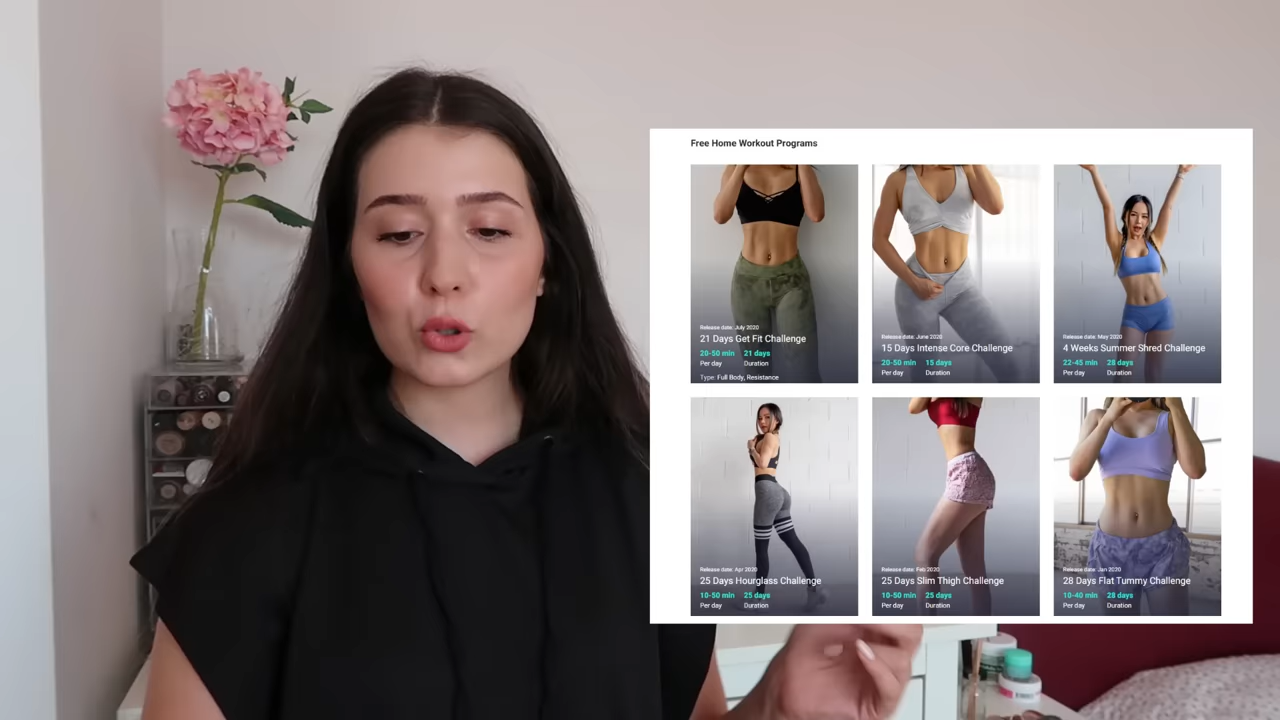 Free Home Workout Programs
Release date: July 2020
21 Days Get Fit Challenge
20-50 min 21 days
Per day Duration
Type: Full Body, Resistance
Release date: June 2020
15 Days Intense Core Challenge
20-50 min 15 days
Per day Duration
Release date: May 2020
4 Weeks Summer Shred Challenge
22-45 min 28 days
Per day Duration
Release date: Apr 2020
25 Days Hourglass Challenge
10-50 min 25 days
Per day Duration
Release date: Feb 2020
25 Days Slim Thigh Challenge
10-50 min 25 days
Per day Duration
Release date: Jan 2020
28 Days Flat Tummy Challenge
10-40 min 28 days
Per day Duration